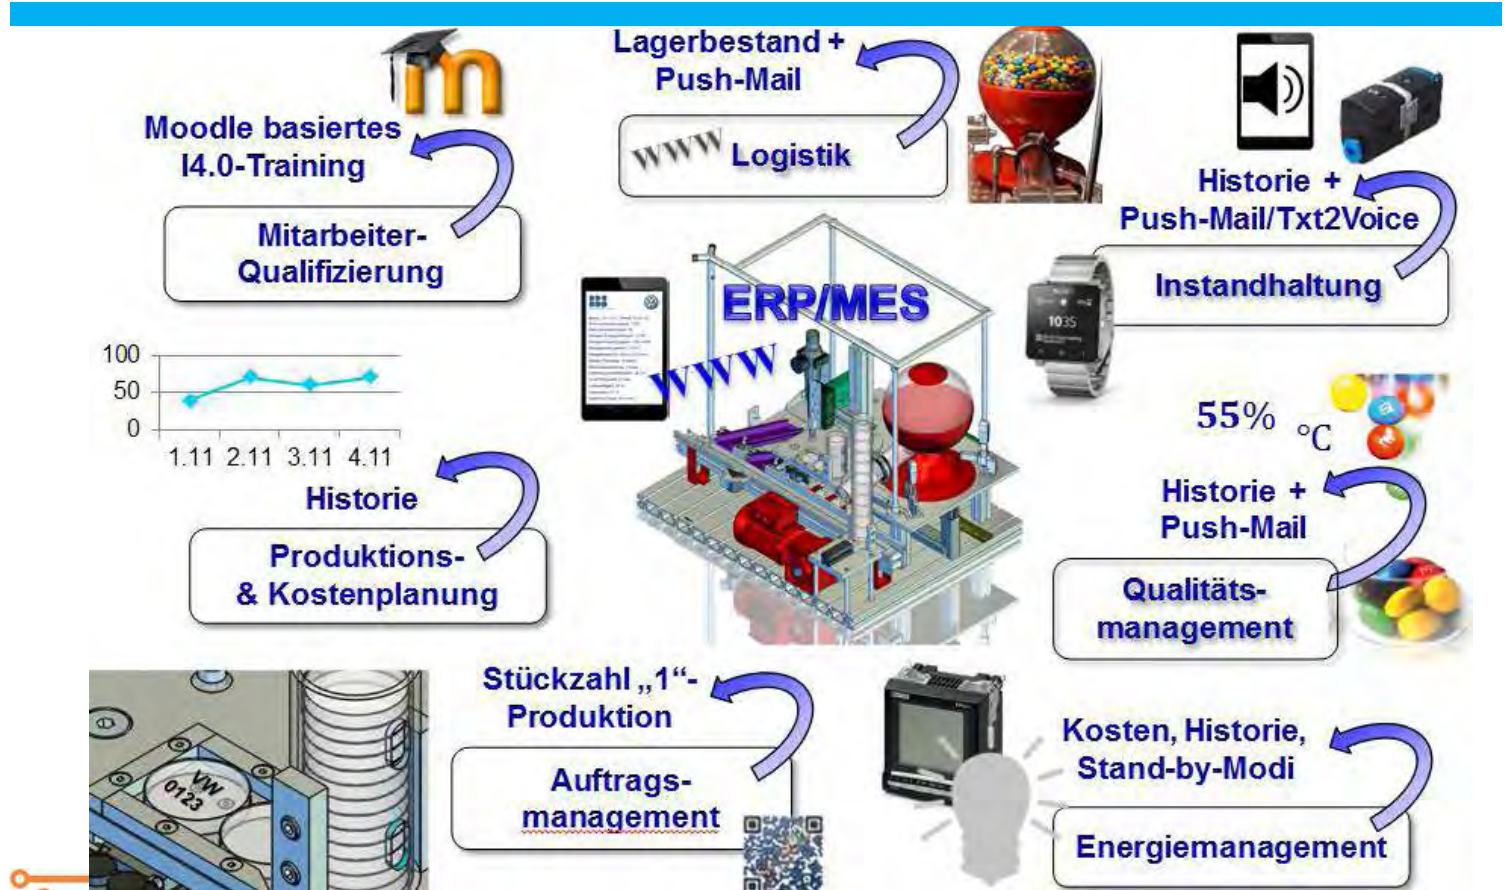 m
Moodle basiertes
I4.0-Training
Mitarbeiter-
Qualifizierung
Lagerbestand +
Push-Mail
WWW Logistik
Historie +
Push-Mail/Txt2Voice
Instandhaltung
1035
ERP/MES
WWW
100
50
0
1.11 2.11 3.11 4.11
Historie
Produktions-
& Kostenplanung
55%
°C
Historie +
Push-Mail
Qualitäts-
management
Stückzahl „1“-
Produktion
Auftrags-
management
VW
0123
Kosten, Historie,
Stand-by-Modi
Energiemanagement